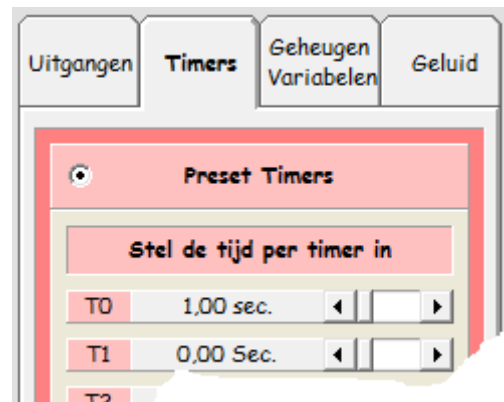 Uitgangen
Timers
Geheugen
Variabelen
Geluid
Preset Timers
Stel de tijd per timer in
T0 1,00 sec.
T1 0,00 Sec.
T2